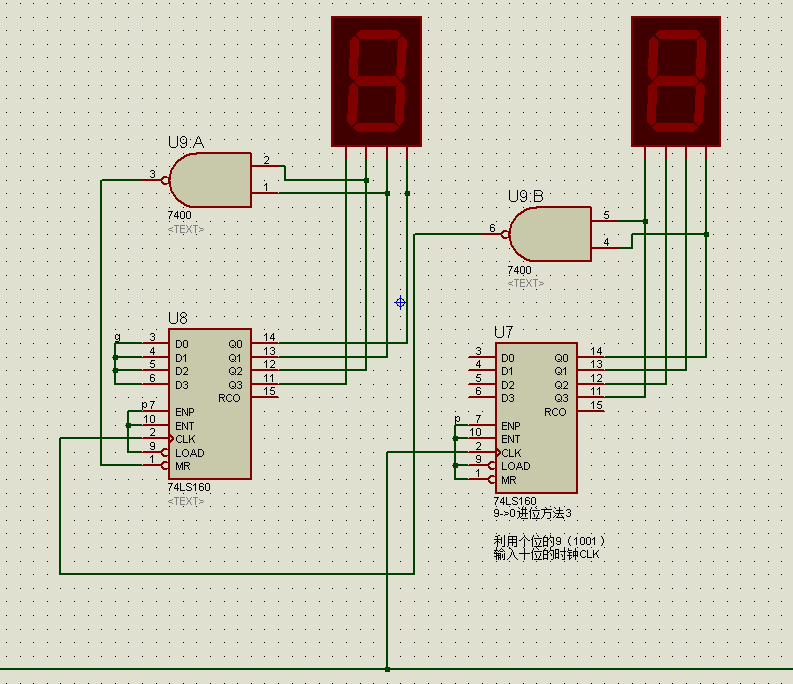 U9:A
3
2
1
7400
<TEXT>
U9:B
6
5
4
7400
<TEXT>
U8
g
3 D0 Q0 14
4 D1 Q1 13
5 D2 Q2 12
6 D3 Q3 11
RCO 15
p 7 ENP
10 ENT
2 CLK
9 LOAD
1 MR
74LS160
<TEXT>
U7
3 D0 Q0 14
4 D1 Q1 13
5 D2 Q2 12
6 D3 Q3 11
RCO 15
p 7 ENP
10 ENT
2 CLK
9 LOAD
1 MR
74LS160
9->0进位方法3
利用个位的9（1001）
输入十位的时钟CLK